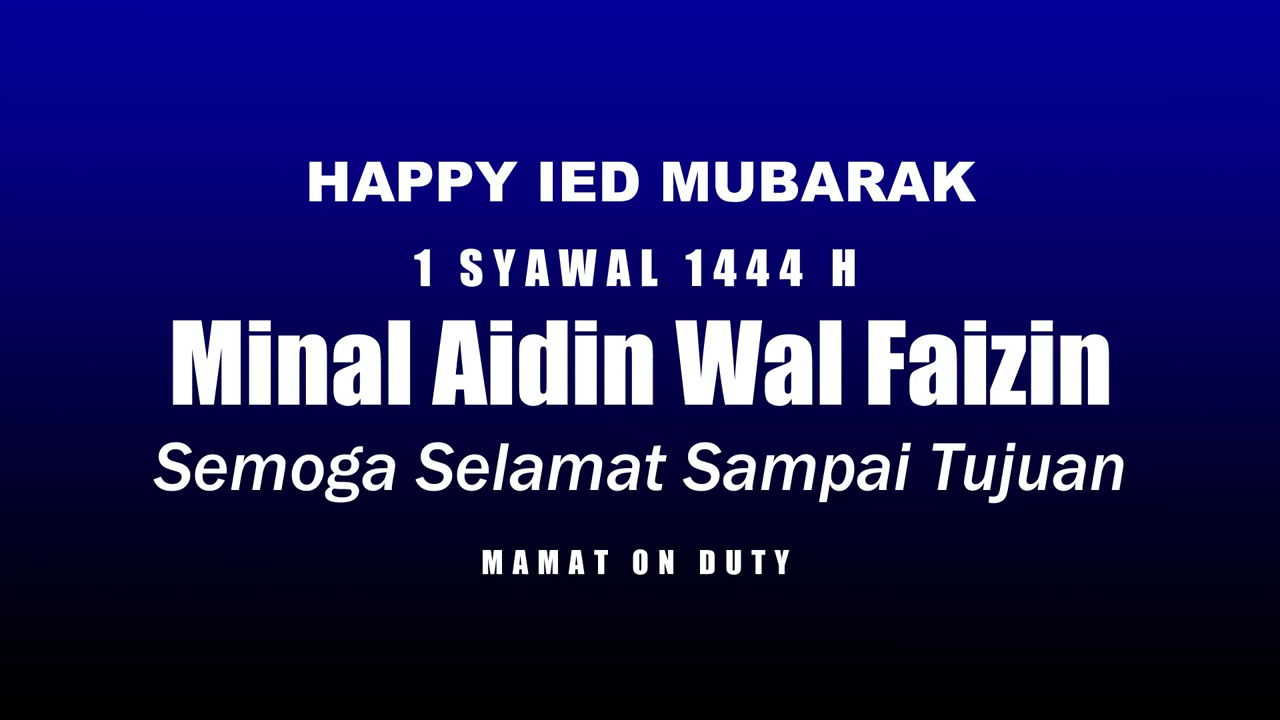 HAPPY IED MUBARAK
1 SYAWAL 1444 H
Minal Aidin Wal Faizin
Semoga Selamat Sampai Tujuan
MAMAT ON DUTY